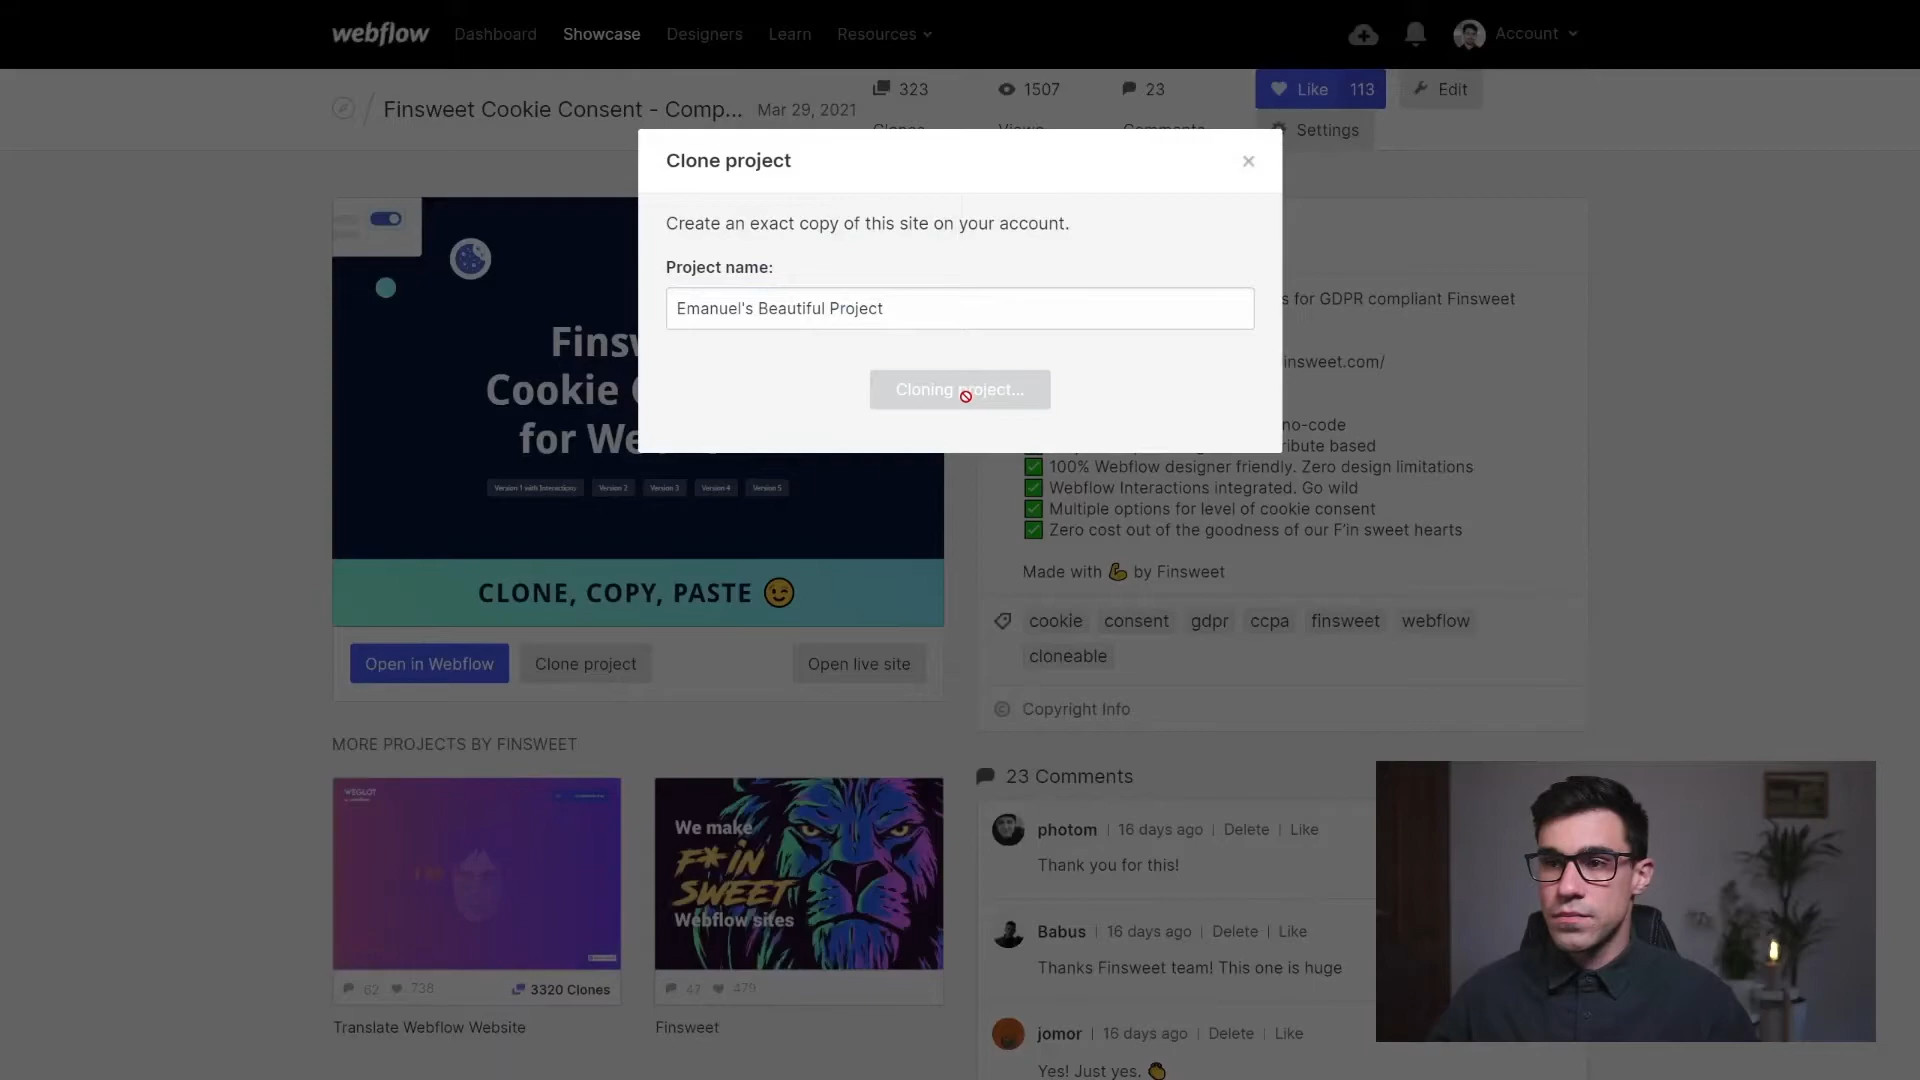 webflow Dashboard Showcase Designers Learn Resources Account
Finsweet Cookie Consent - Comp... Mar 29, 2021
323 1507 23 Like 113 Edit
Clones Views Comments Settings
Clone project
Create an exact copy of this site on your account.
Project name:
Emanuel's Beautiful Project
Cloning project...
Finsw
Cookie
for We
Version 1 with Interactions Version 2 Version 3 Version 4 Version 5
CLONE, COPY, PASTE 😉
Open in Webflow Clone project Open live site
s for GDPR compliant Finsweet
insweet.com/
no-code
ribute based
✅ 100% Webflow designer friendly. Zero design limitations
✅ Webflow Interactions integrated. Go wild
✅ Multiple options for level of cookie consent
✅ Zero cost out of the goodness of our F'in sweet hearts
Made with 💪 by Finsweet
cookie consent gdpr ccpa finsweet webflow
cloneable
© Copyright Info
MORE PROJECTS BY FINSWEET
WEGLOT
62 738 3320 Clones
Translate Webflow Website
We make
F*IN
SWEET
Webflow sites
47 479
Finsweet
23 Comments
photom | 16 days ago | Delete | Like
Thank you for this!
Babus | 16 days ago | Delete | Like
Thanks Finsweet team! This one is huge
jomor | 16 days ago | Delete | Like
Yes! Just yes. 👏